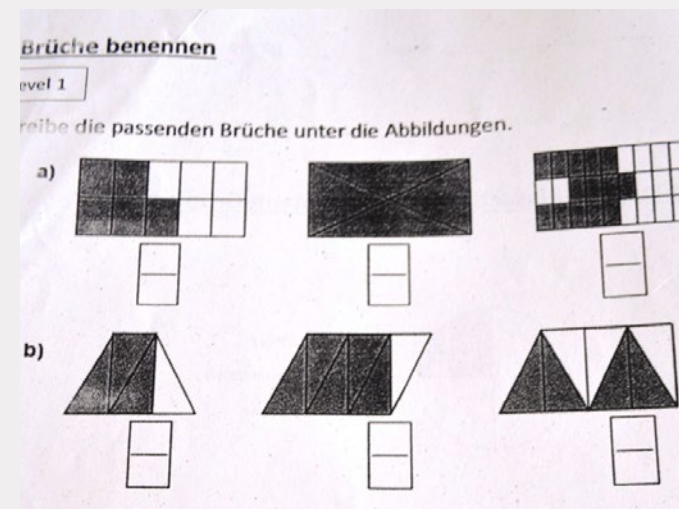 Brüche benennen
evel 1
reibe die passenden Brüche unter die Abbildungen.
a)
b)